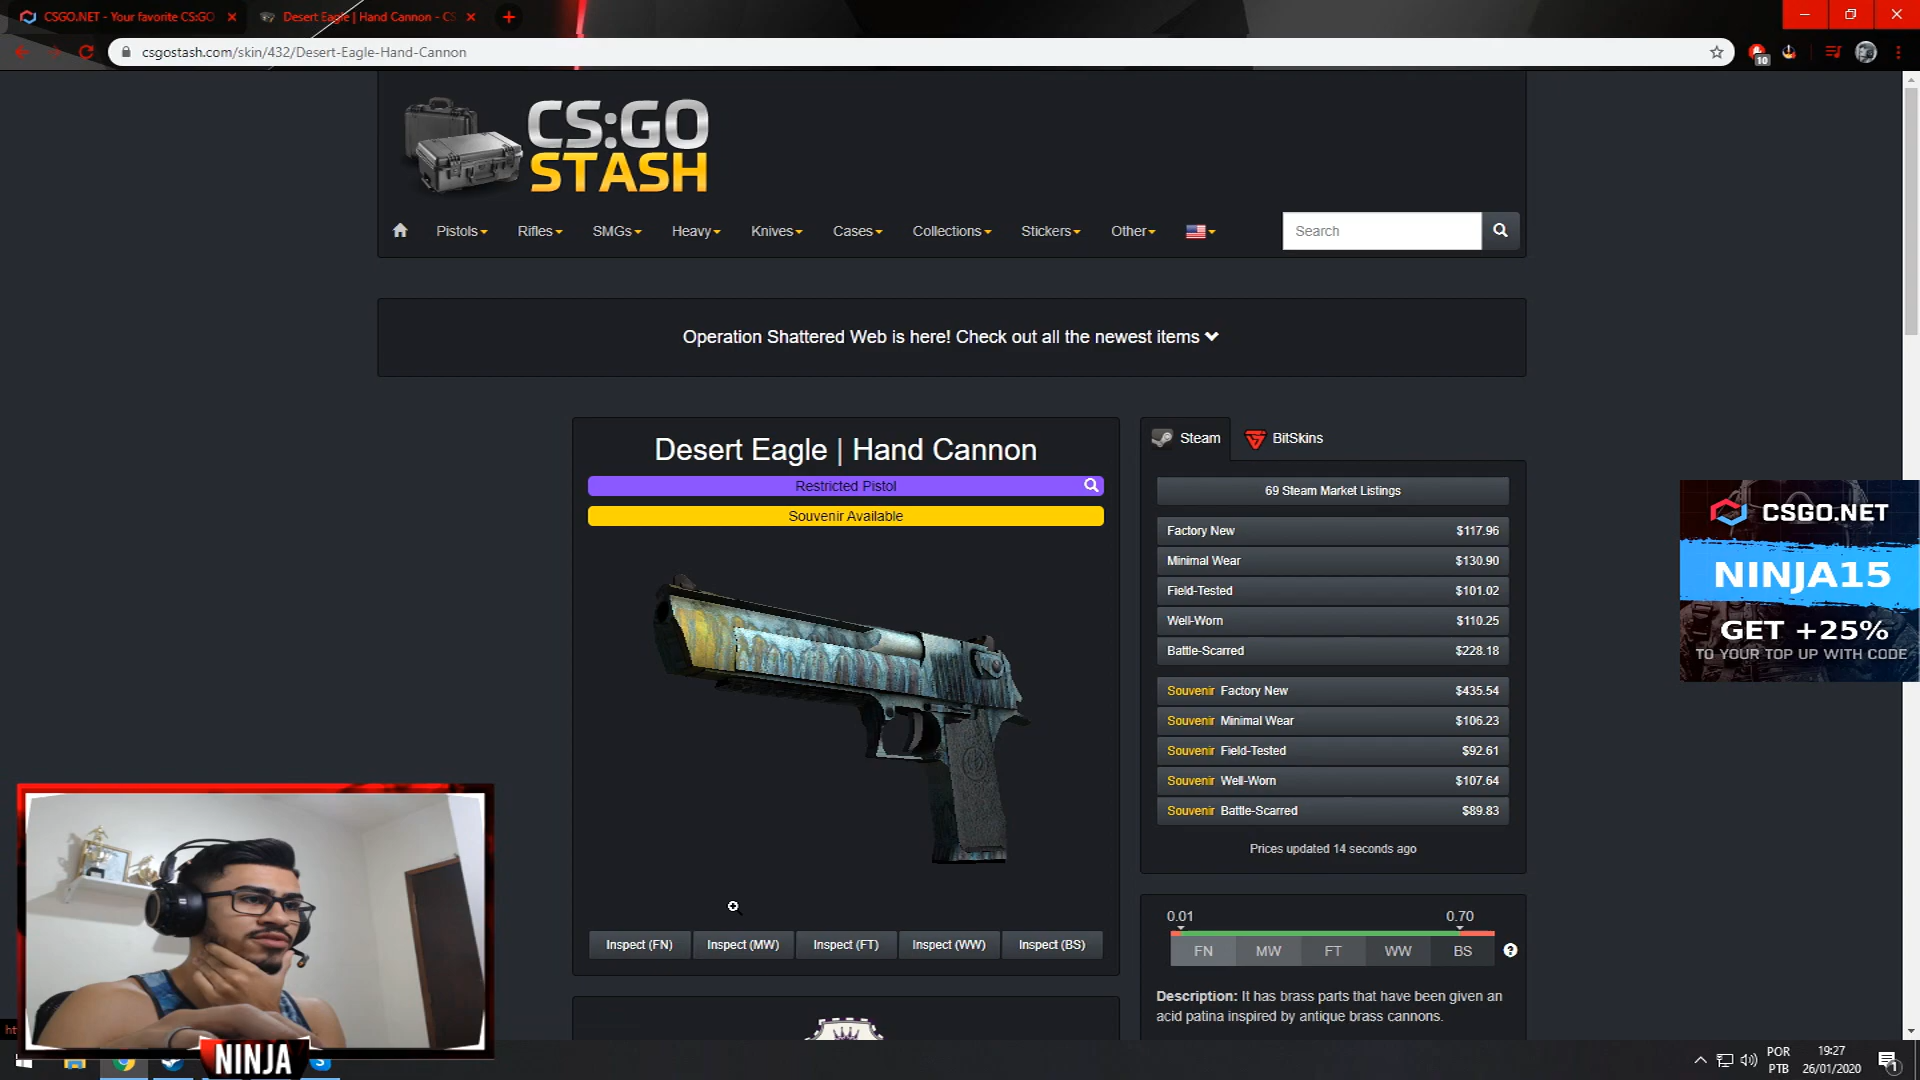 CSGO.NET - Your favorite CS:GO
Desert Eagle | Hand Cannon - CS
csgostash.com/skin/432/Desert-Eagle-Hand-Cannon
10
CS:GO
STASH
Pistols
Rifles
SMGs
Heavy
Knives
Cases
Collections
Stickers
Other
Search
Operation Shattered Web is here! Check out all the newest items
Desert Eagle | Hand Cannon
Restricted Pistol
Souvenir Available
Inspect (FN)
Inspect (MW)
Inspect (FT)
Inspect (WW)
Inspect (BS)
Steam
BitSkins
69 Steam Market Listings
Factory New $117.96
Minimal Wear $130.90
Field-Tested $101.02
Well-Worn $110.25
Battle-Scarred $228.18
Souvenir Factory New $435.54
Souvenir Minimal Wear $106.23
Souvenir Field-Tested $92.61
Souvenir Well-Worn $107.64
Souvenir Battle-Scarred $89.83
Prices updated 14 seconds ago
0.01 0.70
FN MW FT WW BS
Description: It has brass parts that have been given an
acid patina inspired by antique brass cannons.
CSGO.NET
NINJA15
GET +25%
TO YOUR TOP UP WITH CODE
NINJA
POR
PTB
19:27
26/01/2020
1